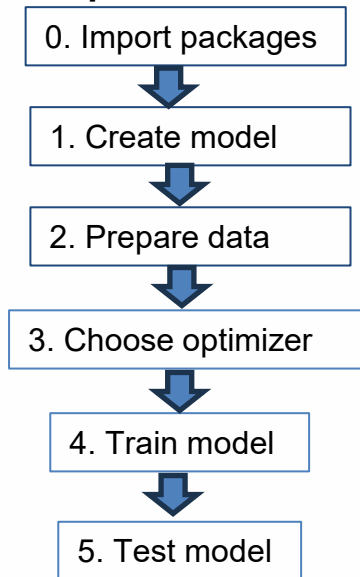 0. Import packages
1. Create model
2. Prepare data
3. Choose optimizer
4. Train model
5. Test model